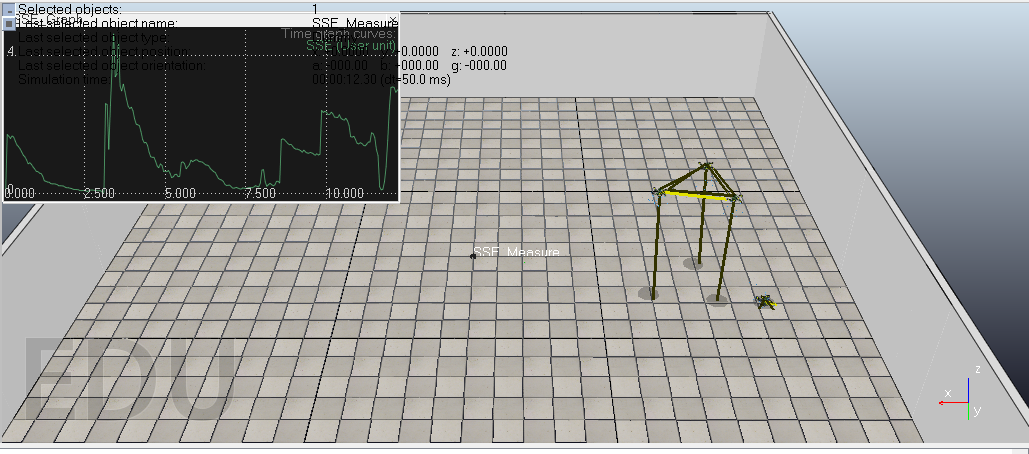 Selected objects: 1
SSE_Graph x
Last selected object name: SSE_Measure
Last selected object type:
Time graph curves:
SSE (User unit)
Last selected object position: +0.0000 z: +0.0000
4
Last selected object orientation: a: 000.00 b: -000.00 g: -000.00
Simulation time: 00:00:12.30 (dt=50.0 ms)
0
0.0000 2.500 5.000 7.500 10.000
SSE_Measure
EDU
z
x
y